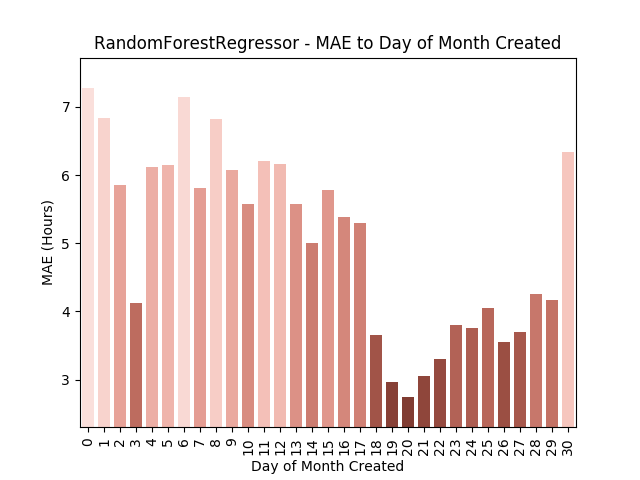 RandomForestRegressor - MAE to Day of Month Created
MAE (Hours)
7
6
5
4
3
0 1 2 3 4 5 6 7 8 9 10 11 12 13 14 15 16 17 18 19 20 21 22 23 24 25 26 27 28 29 30
Day of Month Created